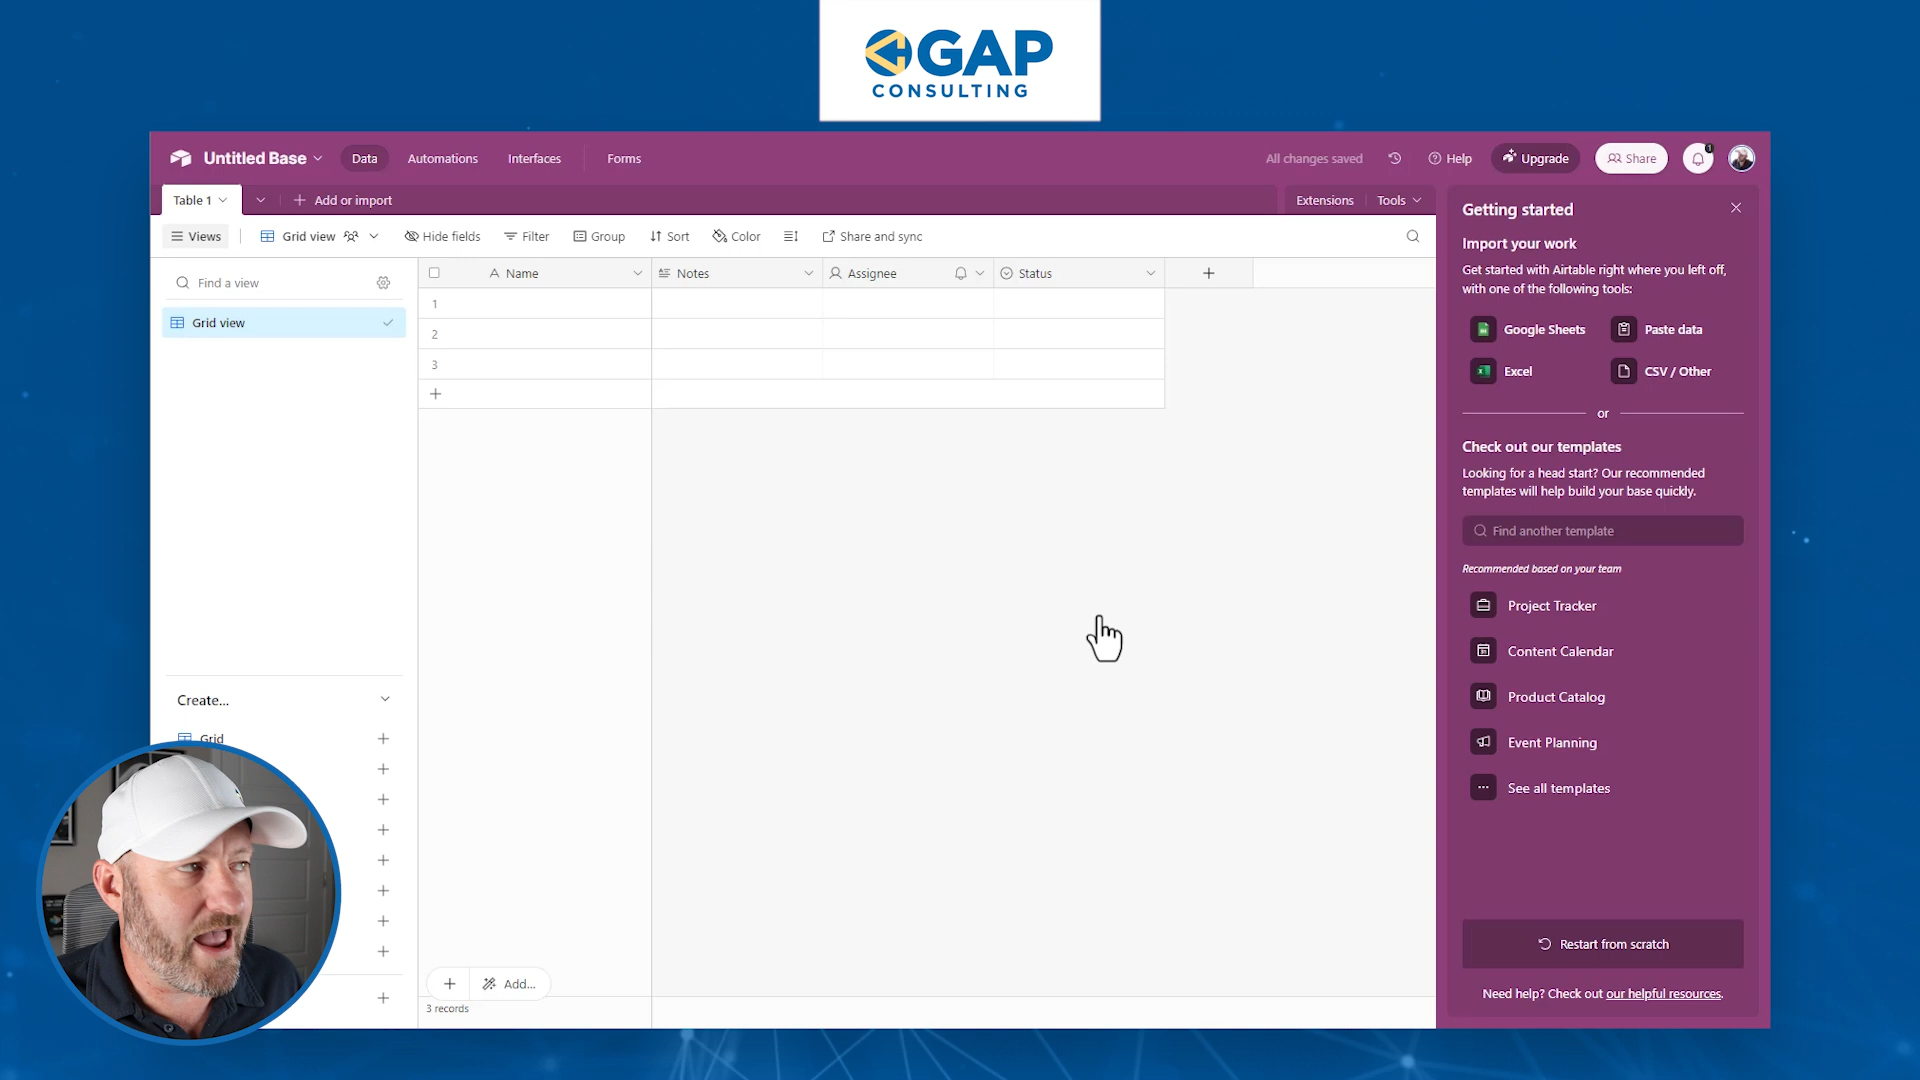 GAP
CONSULTING
Untitled Base
Data
Automations
Interfaces
Forms
All changes saved
Help
Upgrade
Share
1
Table 1
Add or import
Extensions
Tools
Views
Grid view
Hide fields
Filter
Group
Sort
Color
Share and sync
Find a view
Grid view
Name
Notes
Assignee
Status
1
2
3
Create...
Grid
Add...
3 records
Getting started
Import your work
Get started with Airtable right where you left off,
with one of the following tools:
Google Sheets
Paste data
Excel
CSV / Other
or
Check out our templates
Looking for a head start? Our recommended
templates will help build your base quickly.
Find another template
Recommended based on your team
Project Tracker
Content Calendar
Product Catalog
Event Planning
See all templates
Restart from scratch
Need help? Check out our helpful resources.